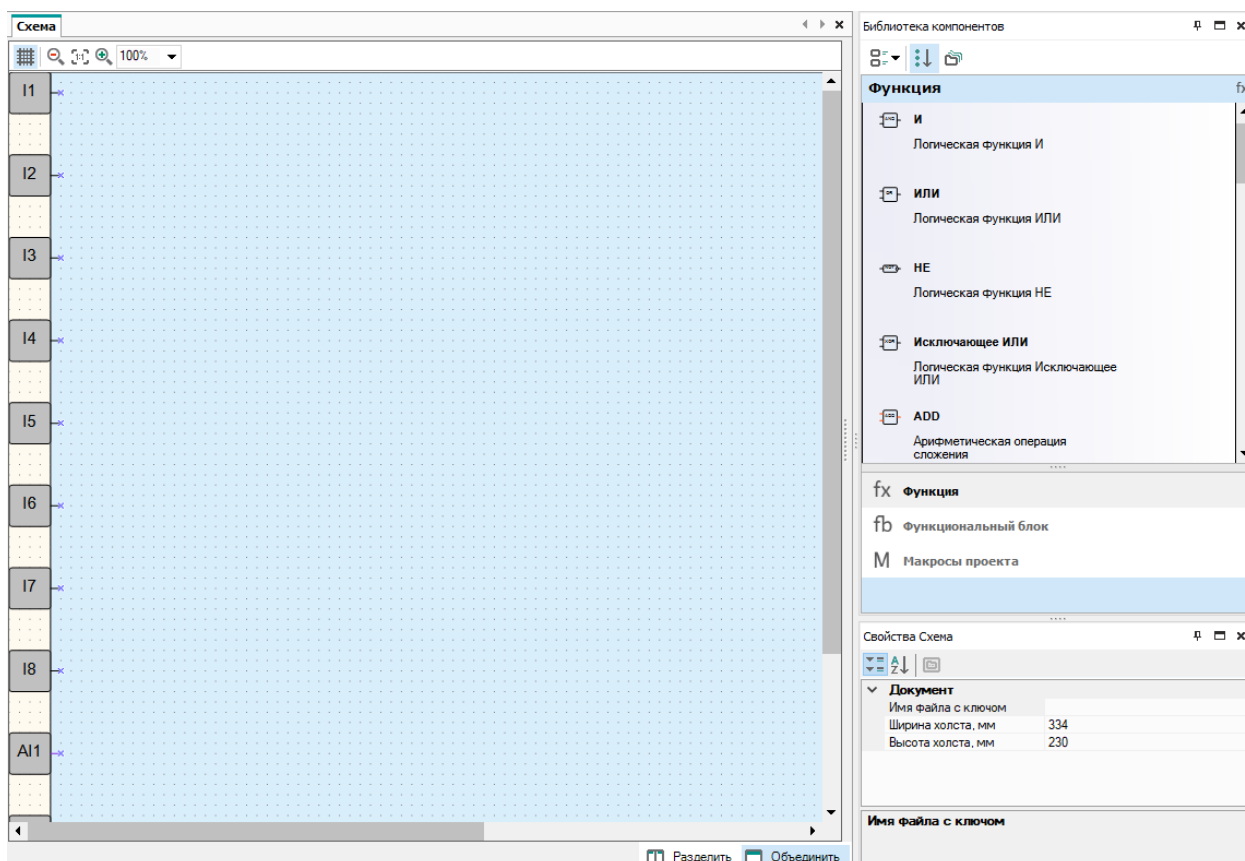 Схема
100%
I1
I2
I3
I4
I5
I6
I7
I8
AI1
Разделить
Объединить
Библиотека компонентов
Функция
И
Логическая функция И
ИЛИ
Логическая функция ИЛИ
НЕ
Логическая функция НЕ
Исключающее ИЛИ
Логическая функция Исключающее
ИЛИ
ADD
Арифметическая операция
сложения
fx Функция
fb Функциональный блок
M Макросы проекта
Свойства Схема
Документ
Имя файла с ключом
Ширина холста, мм 334
Высота холста, мм 230
Имя файла с ключом